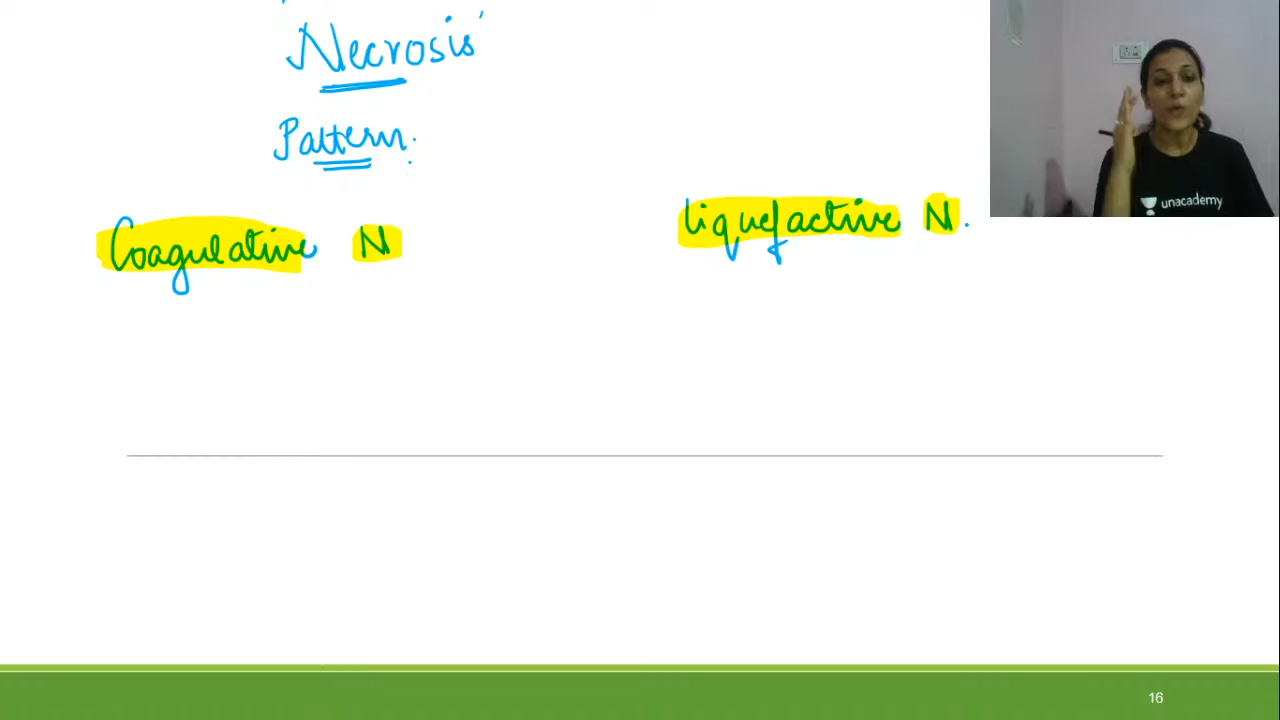 Necrosis'
Pattern.
Coagulative N
liquefactive N.
unacademy
16